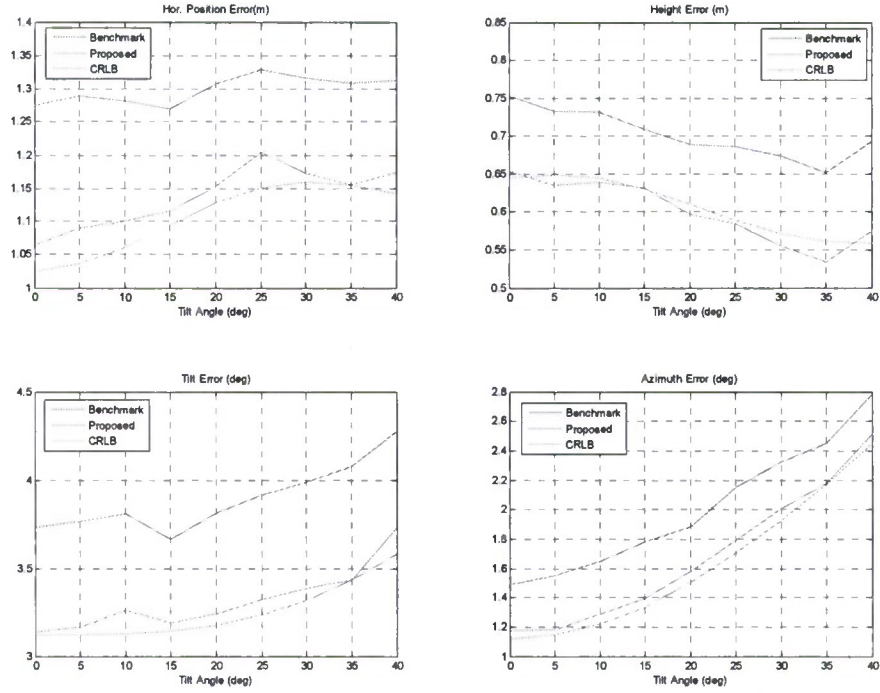 Hor. Position Error(m)
1.4
1.35
1.3
1.25
1.2
1.15
1.1
1.05
1
Benchmark
Proposed
CRLB
0 5 10 15 20 25 30 35 40
Tilt Angle (deg)
Height Error (m)
0.85
0.8
0.75
0.7
0.65
0.6
0.55
0.5
Benchmark
Proposed
CRLB
0 5 10 15 20 25 30 35 40
Tilt Angle (deg)
Tilt Error (deg)
4.5
4
3.5
3
Benchmark
Proposed
CRLB
0 5 10 15 20 25 30 35 40
Tilt Angle (deg)
Azimuth Error (deg)
2.8
2.6
2.4
2.2
2
1.8
1.6
1.4
1.2
1
Benchmark
Proposed
CRLB
0 5 10 15 20 25 30 35 40
Tilt Angle (deg)